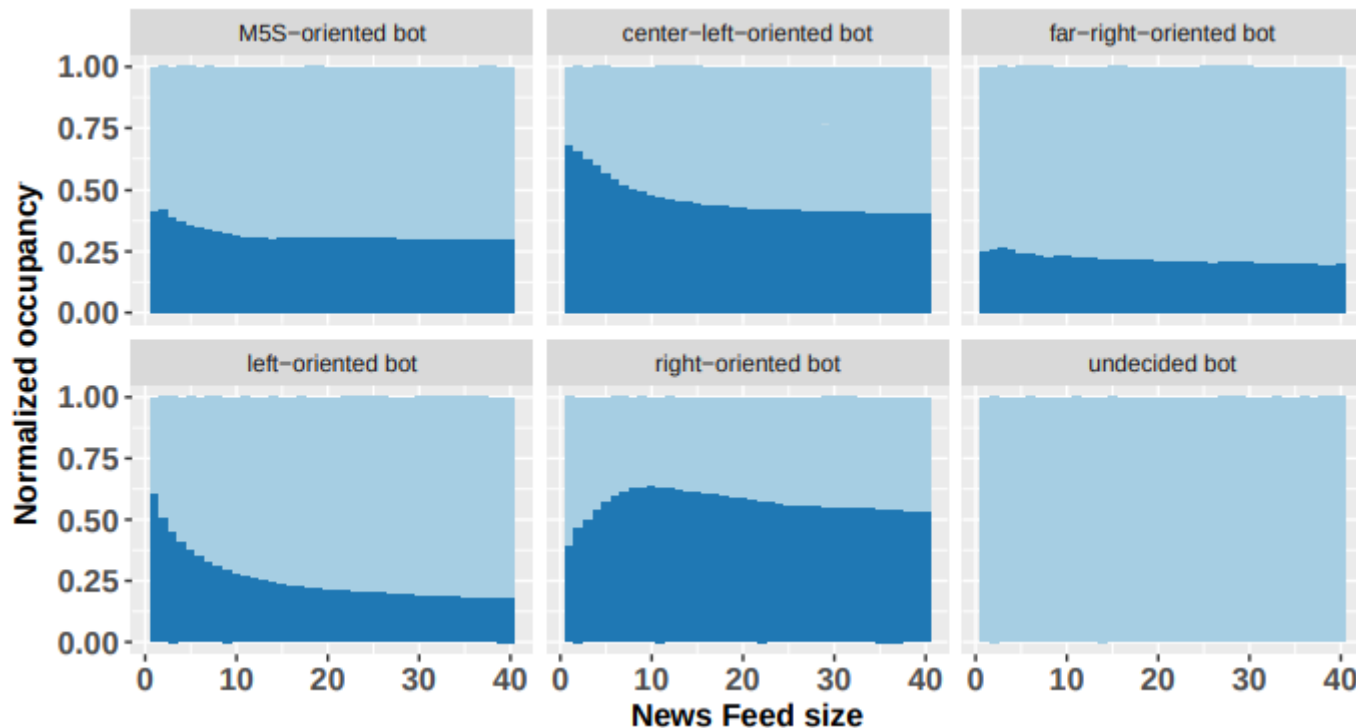 M5S−oriented bot
center−left−oriented bot
far−right−oriented bot
1.00
0.75
0.50
0.25
0.00
left−oriented bot
right−oriented bot
undecided bot
1.00
0.75
0.50
0.25
0.00
0 10 20 30 40
0 10 20 30 40
0 10 20 30 40
Normalized occupancy
News Feed size